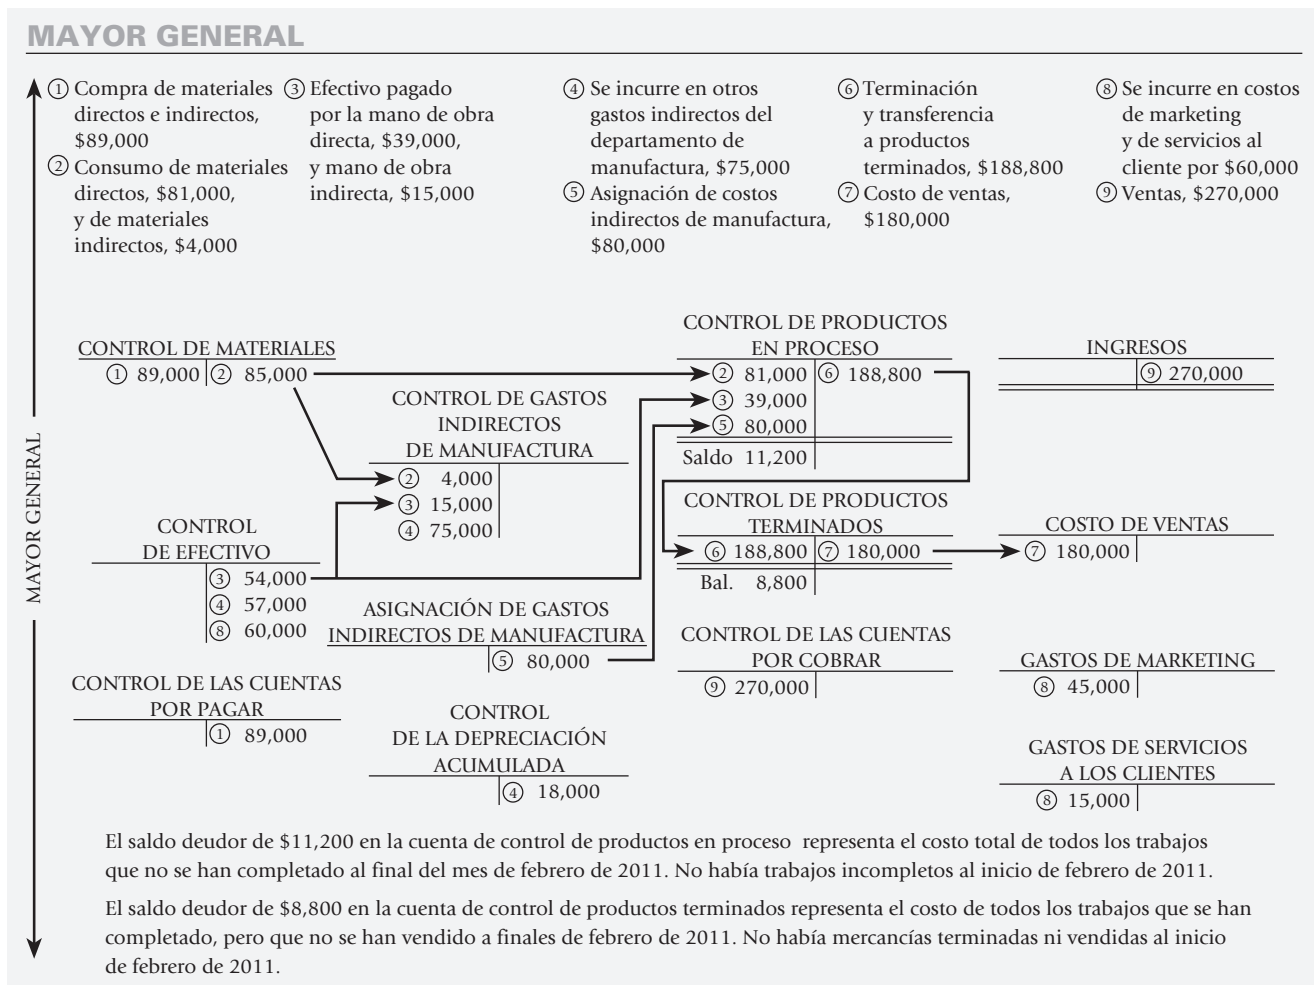 MAYOR GENERAL
① Compra de materiales
directos e indirectos,
$89,000
② Consumo de materiales
directos, $81,000,
y de materiales
indirectos, $4,000
③ Efectivo pagado
por la mano de obra
directa, $39,000,
y mano de obra
indirecta, $15,000
④ Se incurre en otros
gastos indirectos del
departamento de
manufactura, $75,000
⑤ Asignación de costos
indirectos de manufactura,
$80,000
⑥ Terminación
y transferencia
a productos
terminados, $188,800
⑦ Costo de ventas,
$180,000
⑧ Se incurre en costos
de marketing
y de servicios al
cliente por $60,000
⑨ Ventas, $270,000
MAYOR GENERAL
CONTROL DE MATERIALES
① 89,000 ② 85,000
CONTROL DE GASTOS
INDIRECTOS
DE MANUFACTURA
② 4,000
③ 15,000
④ 75,000
CONTROL DE PRODUCTOS
EN PROCESO
② 81,000 ⑥ 188,800
③ 39,000
⑤ 80,000
Saldo 11,200
INGRESOS
⑨ 270,000
CONTROL
DE EFECTIVO
③ 54,000
④ 57,000
⑧ 60,000
CONTROL DE PRODUCTOS
TERMINADOS
⑥ 188,800 ⑦ 180,000
Bal. 8,800
COSTO DE VENTAS
⑦ 180,000
ASIGNACIÓN DE GASTOS
INDIRECTOS DE MANUFACTURA
⑤ 80,000
CONTROL DE LAS CUENTAS
POR COBRAR
⑨ 270,000
GASTOS DE MARKETING
⑧ 45,000
CONTROL DE LAS CUENTAS
POR PAGAR
① 89,000
CONTROL
DE LA DEPRECIACIÓN
ACUMULADA
④ 18,000
GASTOS DE SERVICIOS
A LOS CLIENTES
⑧ 15,000
El saldo deudor de $11,200 en la cuenta de control de productos en proceso representa el costo total de todos los trabajos
que no se han completado al final del mes de febrero de 2011. No había trabajos incompletos al inicio de febrero de 2011.
El saldo deudor de $8,800 en la cuenta de control de productos terminados representa el costo de todos los trabajos que se han
completado, pero que no se han vendido a finales de febrero de 2011. No había mercancías terminadas ni vendidas al inicio
de febrero de 2011.